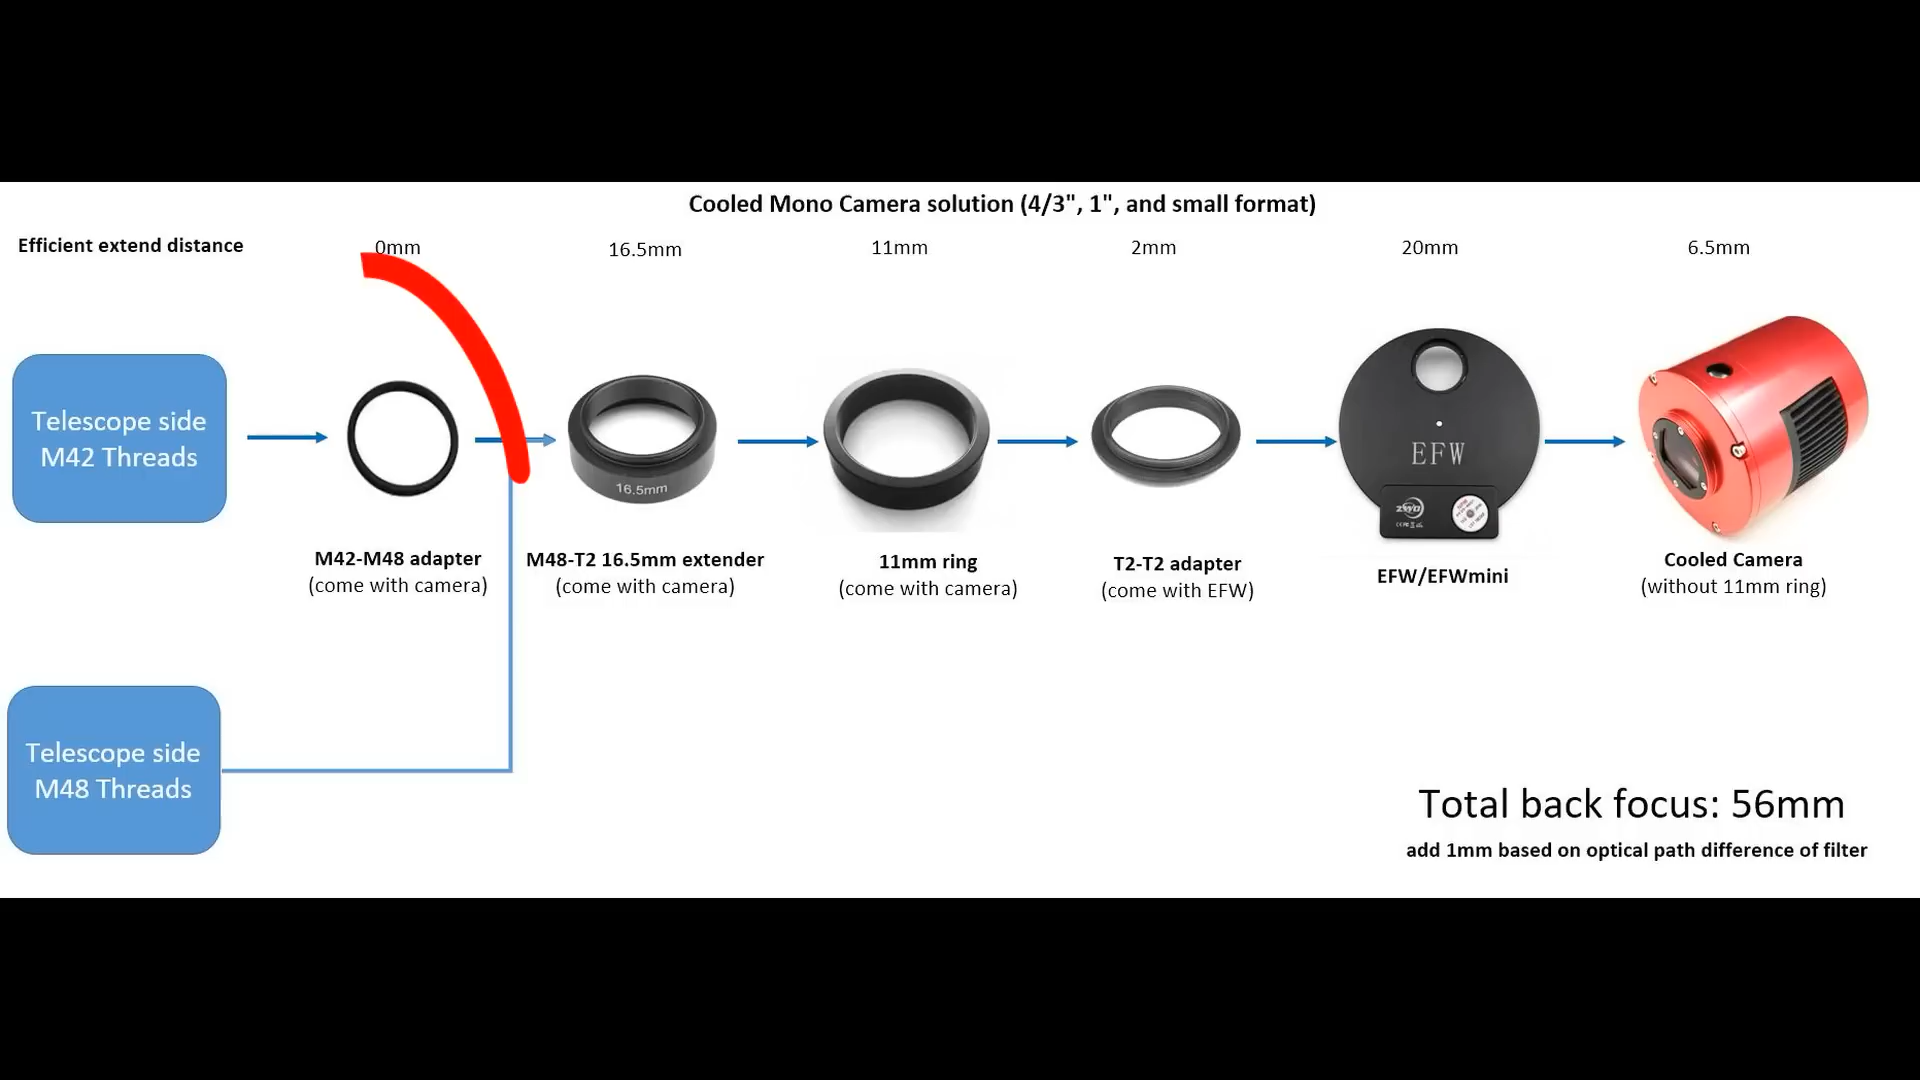 Cooled Mono Camera solution (4/3", 1", and small format)
Efficient extend distance
0mm
16.5mm
11mm
2mm
20mm
6.5mm
Telescope side
M42 Threads
16.5mm
EFW
ZWO
M42-M48 adapter
(come with camera)
M48-T2 16.5mm extender
(come with camera)
11mm ring
(come with camera)
T2-T2 adapter
(come with EFW)
EFW/EFWmini
Cooled Camera
(without 11mm ring)
Telescope side
M48 Threads
Total back focus: 56mm
add 1mm based on optical path difference of filter